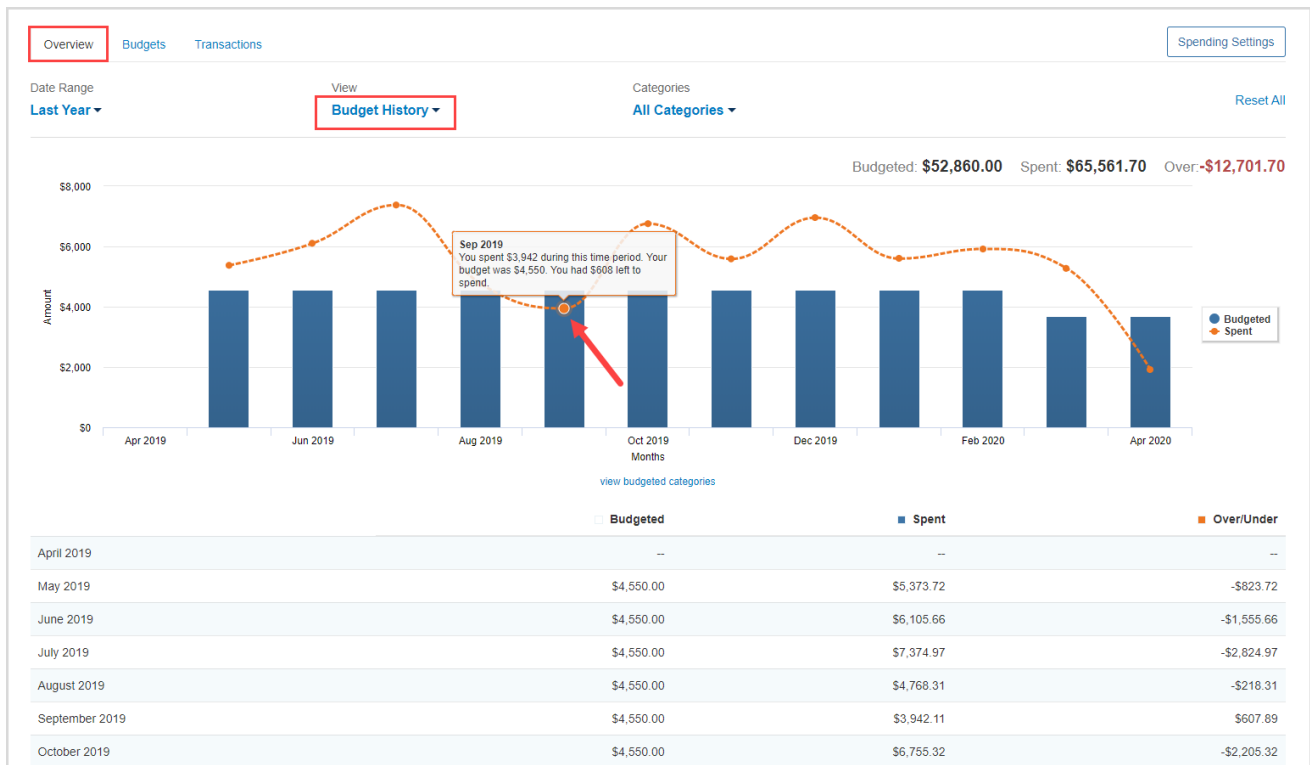 Overview Budgets Transactions Spending Settings
Date Range View Categories
Last Year Budget History All Categories Reset All
Budgeted: $52,860.00 Spent: $65,561.70 Over:-$12,701.70
$8,000
$6,000
$4,000
$2,000
$0
Amount
Sep 2019
You spent $3,942 during this time period. Your
budget was $4,550. You had $608 left to
spend.
Budgeted
Spent
Apr 2019 Jun 2019 Aug 2019 Oct 2019 Dec 2019 Feb 2020 Apr 2020
Months
view budgeted categories
Budgeted Spent Over/Under
April 2019 -- -- --
May 2019 $4,550.00 $5,373.72 -$823.72
June 2019 $4,550.00 $6,105.66 -$1,555.66
July 2019 $4,550.00 $7,374.97 -$2,824.97
August 2019 $4,550.00 $4,768.31 -$218.31
September 2019 $4,550.00 $3,942.11 $607.89
October 2019 $4,550.00 $6,755.32 -$2,205.32